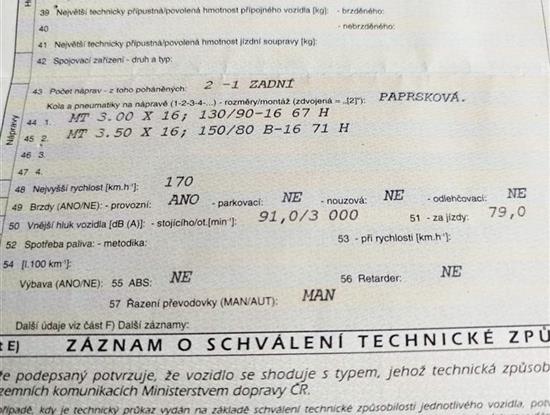 39 Největší technicky přípustná/povolená hmotnost přípojného vozidla [kg]: - brzděného:
40 - nebrzděného:
41 Největší technicky přípustná/povolená hmotnost jízdní soupravy [kg]:
42 Spojovací zařízení - druh a typ:
43 Počet náprav - z toho poháněných: 2 -1 ZADNÍ
Kola a pneumatiky na nápravě (1-2-3-4-...) - rozměry/montáž (zdvojená = „[2]"): PAPRSKOVÁ.
Nápravy
44 1. MT 3.00 X 16; 130/90-16 67 H
45 2. MT 3.50 X 16; 150/80 B-16 71 H
46 3.
47 4.
48 Nejvyšší rychlost [km.h⁻¹]: 170
49 Brzdy (ANO/NE): - provozní: ANO - parkovací: NE - nouzová: NE - odlehčovací: NE
50 Vnější hluk vozidla [dB (A)]: - stojícího/ot.[min⁻¹]: 91,0/3 000 51 - za jízdy: 79,0
52 Spotřeba paliva: - metodika: 53 - při rychlosti [km.h⁻¹]:
54 [l.100 km⁻¹]:
Výbava (ANO/NE): 55 ABS: NE 56 Retarder: NE
57 Řazení převodovky (MAN/AUT): MAN
Další údaje viz část F) Další záznamy:
E) ZÁZNAM O SCHVÁLENÍ TECHNICKÉ ZPŮ
že podepsaný potvrzuje, že vozidlo se shoduje s typem, jehož technická způsob
zemních komunikacích Ministerstvem dopravy ČR.
případě, kdy je technický průkaz vydán na základě schválení technické způsobilosti jednotlivého vozidla, pot